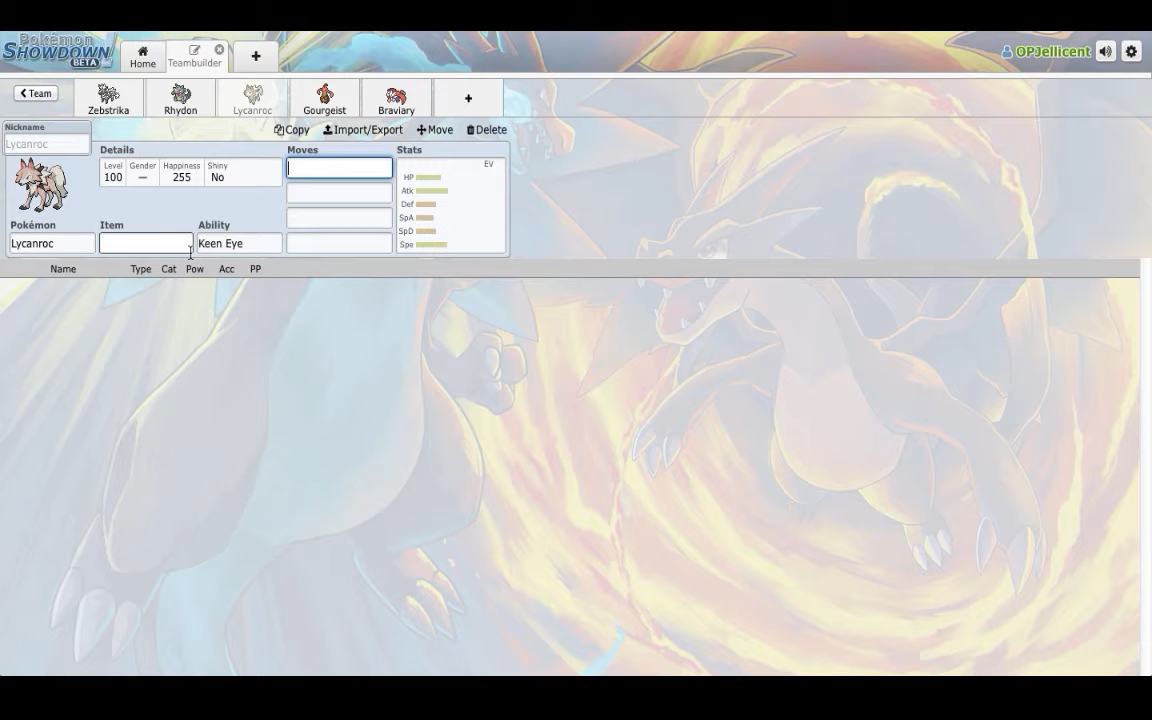 Pokémon
SHOWDOWN
BETA
Home
Teambuilder
+
OPJellicent
< Team
Zebstrika
Rhydon
Lycanroc
Gourgeist
Braviary
+
Copy Import/Export Move Delete
Nickname
Lycanroc
Details
Level Gender Happiness Shiny
100 — 255 No
Moves
Stats
EV
HP
Atk
Def
SpA
SpD
Spe
Pokémon
Lycanroc
Item
Ability
Keen Eye
Name Type Cat Pow Acc PP